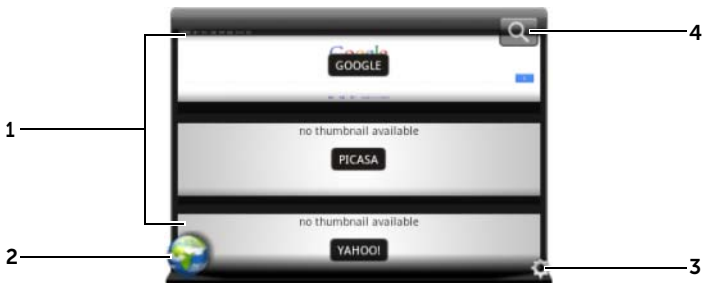 4
Google
GOOGLE
1
no thumbnail available
PICASA
no thumbnail available
YAHOO!
2
3